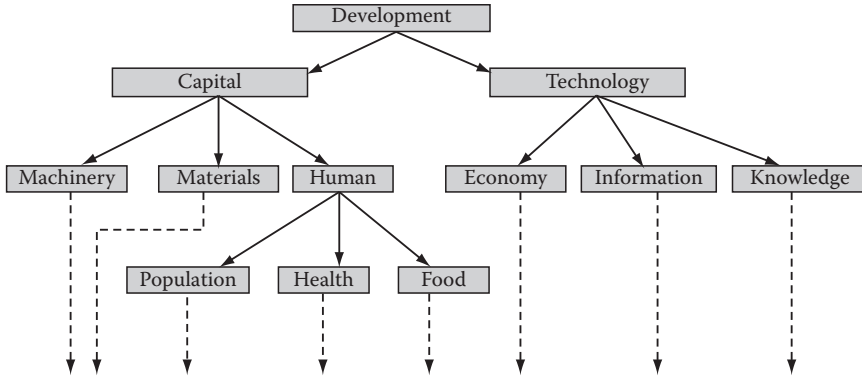 Development
Capital
Technology
Machinery
Materials
Human
Economy
Information
Knowledge
Population
Health
Food